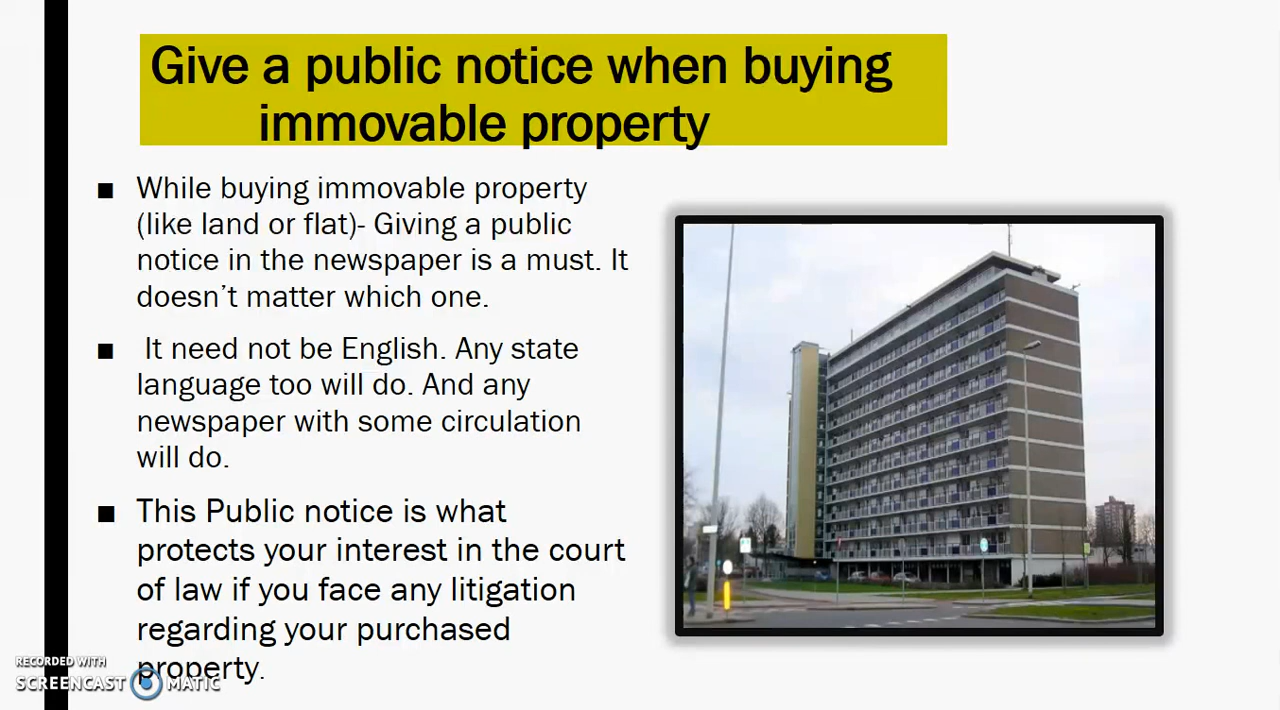 Give a public notice when buying
immovable property
■ While buying immovable property
(like land or flat)- Giving a public
notice in the newspaper is a must. It
doesn’t matter which one.
■ It need not be English. Any state
language too will do. And any
newspaper with some circulation
will do.
■ This Public notice is what
protects your interest in the court
of law if you face any litigation
regarding your purchased
property.
RECORDED WITH
SCREENCAST MATIC